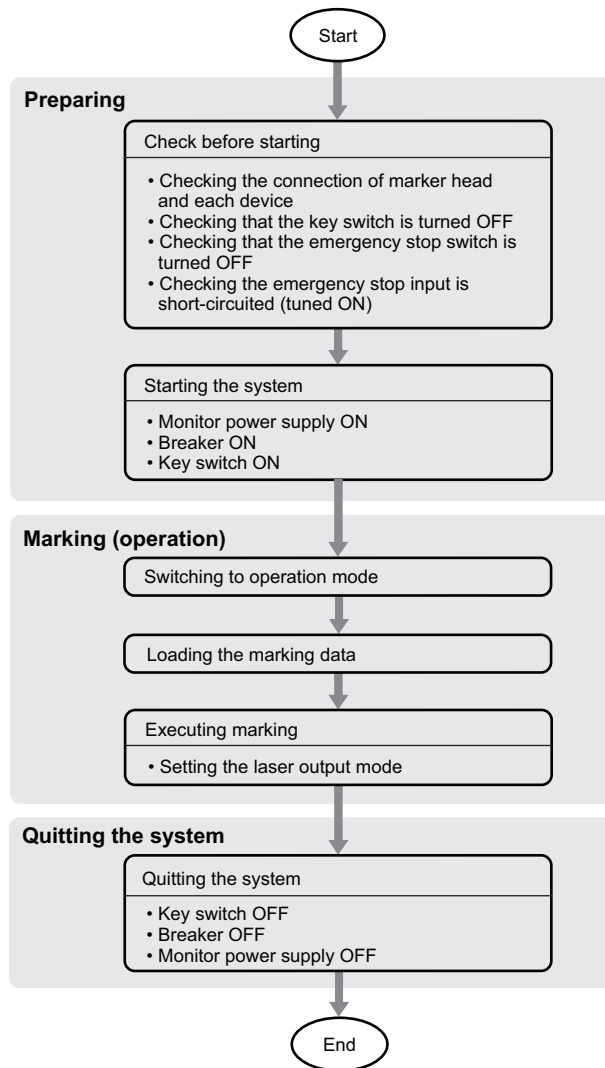 Start
Preparing
Check before starting
• Checking the connection of marker head
and each device
• Checking that the key switch is turned OFF
• Checking that the emergency stop switch is
turned OFF
• Checking the emergency stop input is
short-circuited (tuned ON)
Starting the system
• Monitor power supply ON
• Breaker ON
• Key switch ON
Marking (operation)
Switching to operation mode
Loading the marking data
Executing marking
• Setting the laser output mode
Quitting the system
Quitting the system
• Key switch OFF
• Breaker OFF
• Monitor power supply OFF
End